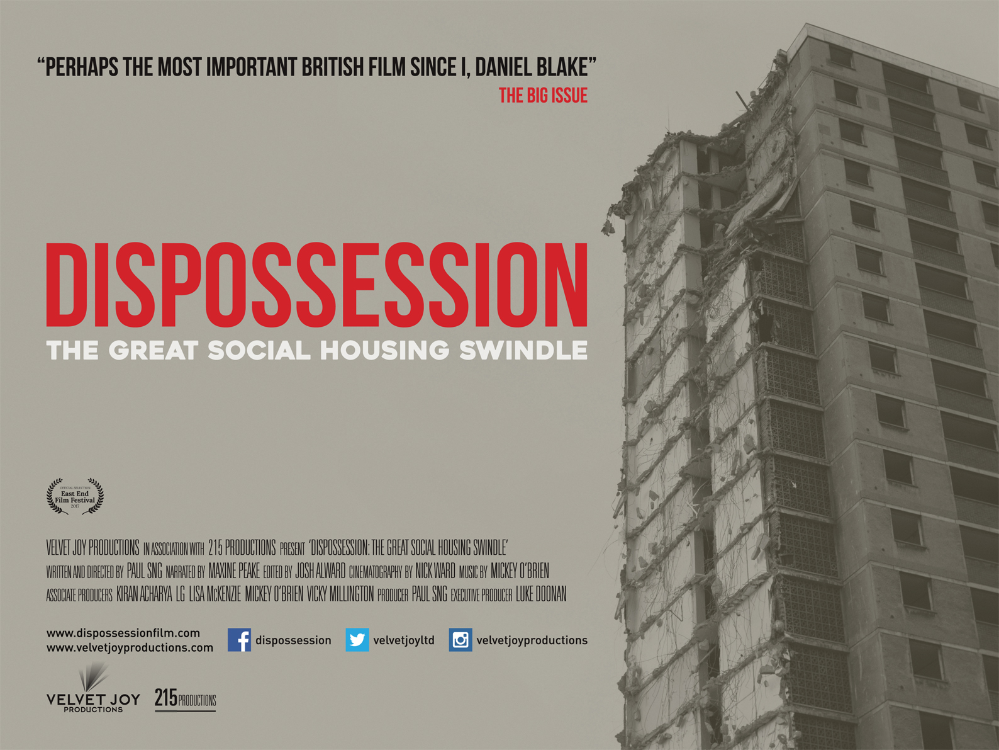 “PERHAPS THE MOST IMPORTANT BRITISH FILM SINCE I, DANIEL BLAKE”
THE BIG ISSUE
DISPOSSESSION
THE GREAT SOCIAL HOUSING SWINDLE
OFFICIAL SELECTION
East End
Film Festival
2017
VELVET JOY PRODUCTIONS IN ASSOCIATION WITH 215 PRODUCTIONS PRESENT ‘DISPOSSESSION: THE GREAT SOCIAL HOUSING SWINDLE’
WRITTEN AND DIRECTED BY PAUL SNG NARRATED BY MAXINE PEAKE EDITED BY JOSH ALWARD CINEMATOGRAPHY BY NICK WARD MUSIC BY MICKEY O’BRIEN
ASSOCIATE PRODUCERS KIRAN ACHARYA LG LISA McKENZIE MICKEY O’BRIEN VICKY MILLINGTON PRODUCER PAUL SNG EXECUTIVE PRODUCER LUKE DOONAN
www.dispossessionfilm.com
www.velvetjoyproductions.com
dispossession
velvetjoyltd
velvetjoyproductions
VELVET JOY
PRODUCTIONS
215 PRODUCTIONS